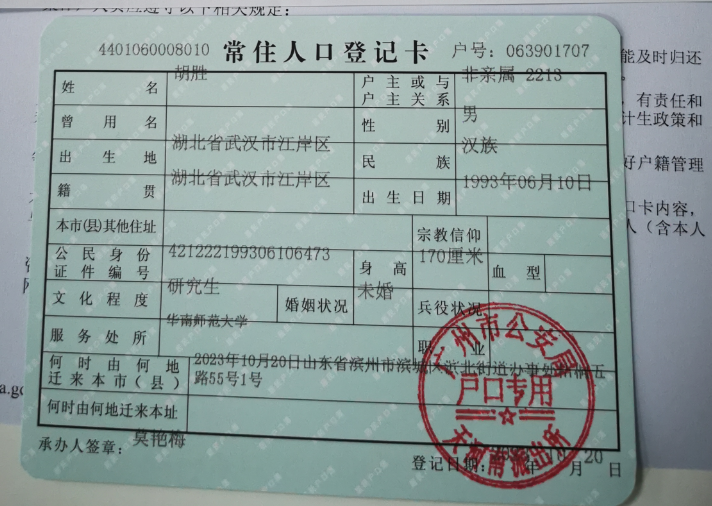 能及时归还
4401060008010 常住人口登记卡 户号：063901707
有责任和
计生政策和
好户籍管理
口卡内容，
人（含本人
姓名 胡胜 户主或与户主关系 非亲属 2213
曾用名 性别 男
出生地 湖北省武汉市江岸区 民族 汉族
籍贯 湖北省武汉市江岸区 出生日期 1993年06月10日
本市(县)其他住址 宗教信仰
公民身份证件编号 421222199306106473 身高 170厘米 血型
文化程度 研究生 婚姻状况 未婚 兵役状况
服务处所 华南师范大学 职业
何时由何地迁来本市（县） 2023年10月20日山东省滨州市滨城区滨北街道办事处
路55号1号
何时由何地迁来本址
承办人签章：莫艳梅 登记日期： 年 月 20 日
广州市公安局
户口专用
天河南派出所